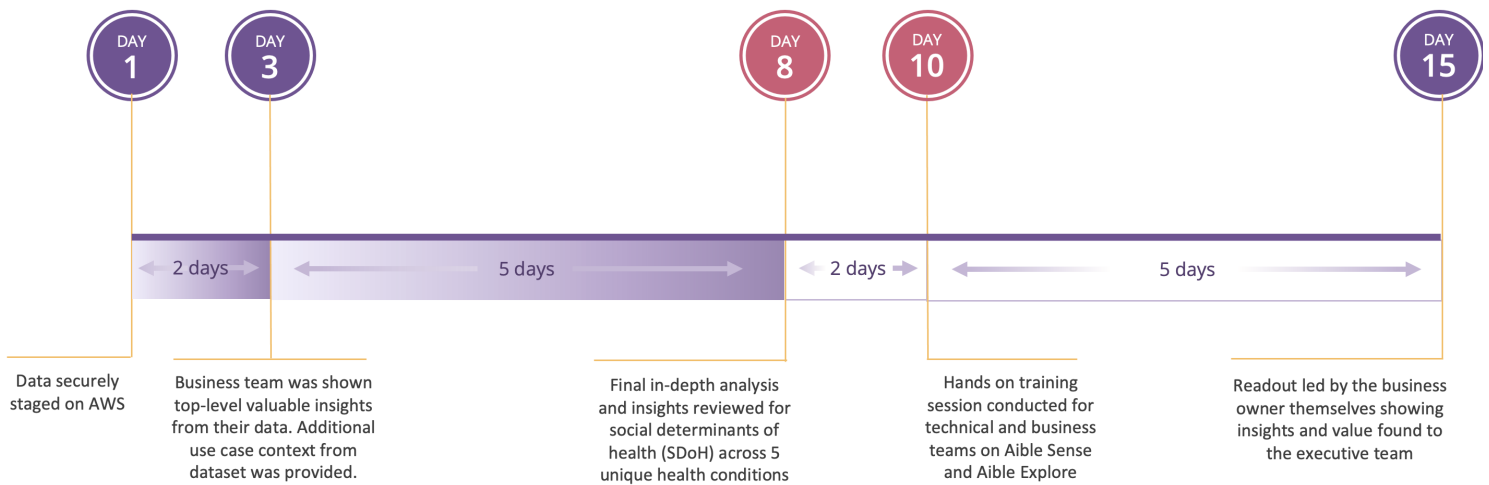 DAY
1
DAY
3
DAY
8
DAY
10
DAY
15
2 days
5 days
2 days
5 days
Data securely
staged on AWS
Business team was shown
top-level valuable insights
from their data. Additional
use case context from
dataset was provided.
Final in-depth analysis
and insights reviewed for
social determinants of
health (SDoH) across 5
unique health conditions
Hands on training
session conducted for
technical and business
teams on Aible Sense
and Aible Explore
Readout led by the business
owner themselves showing
insights and value found to
the executive team